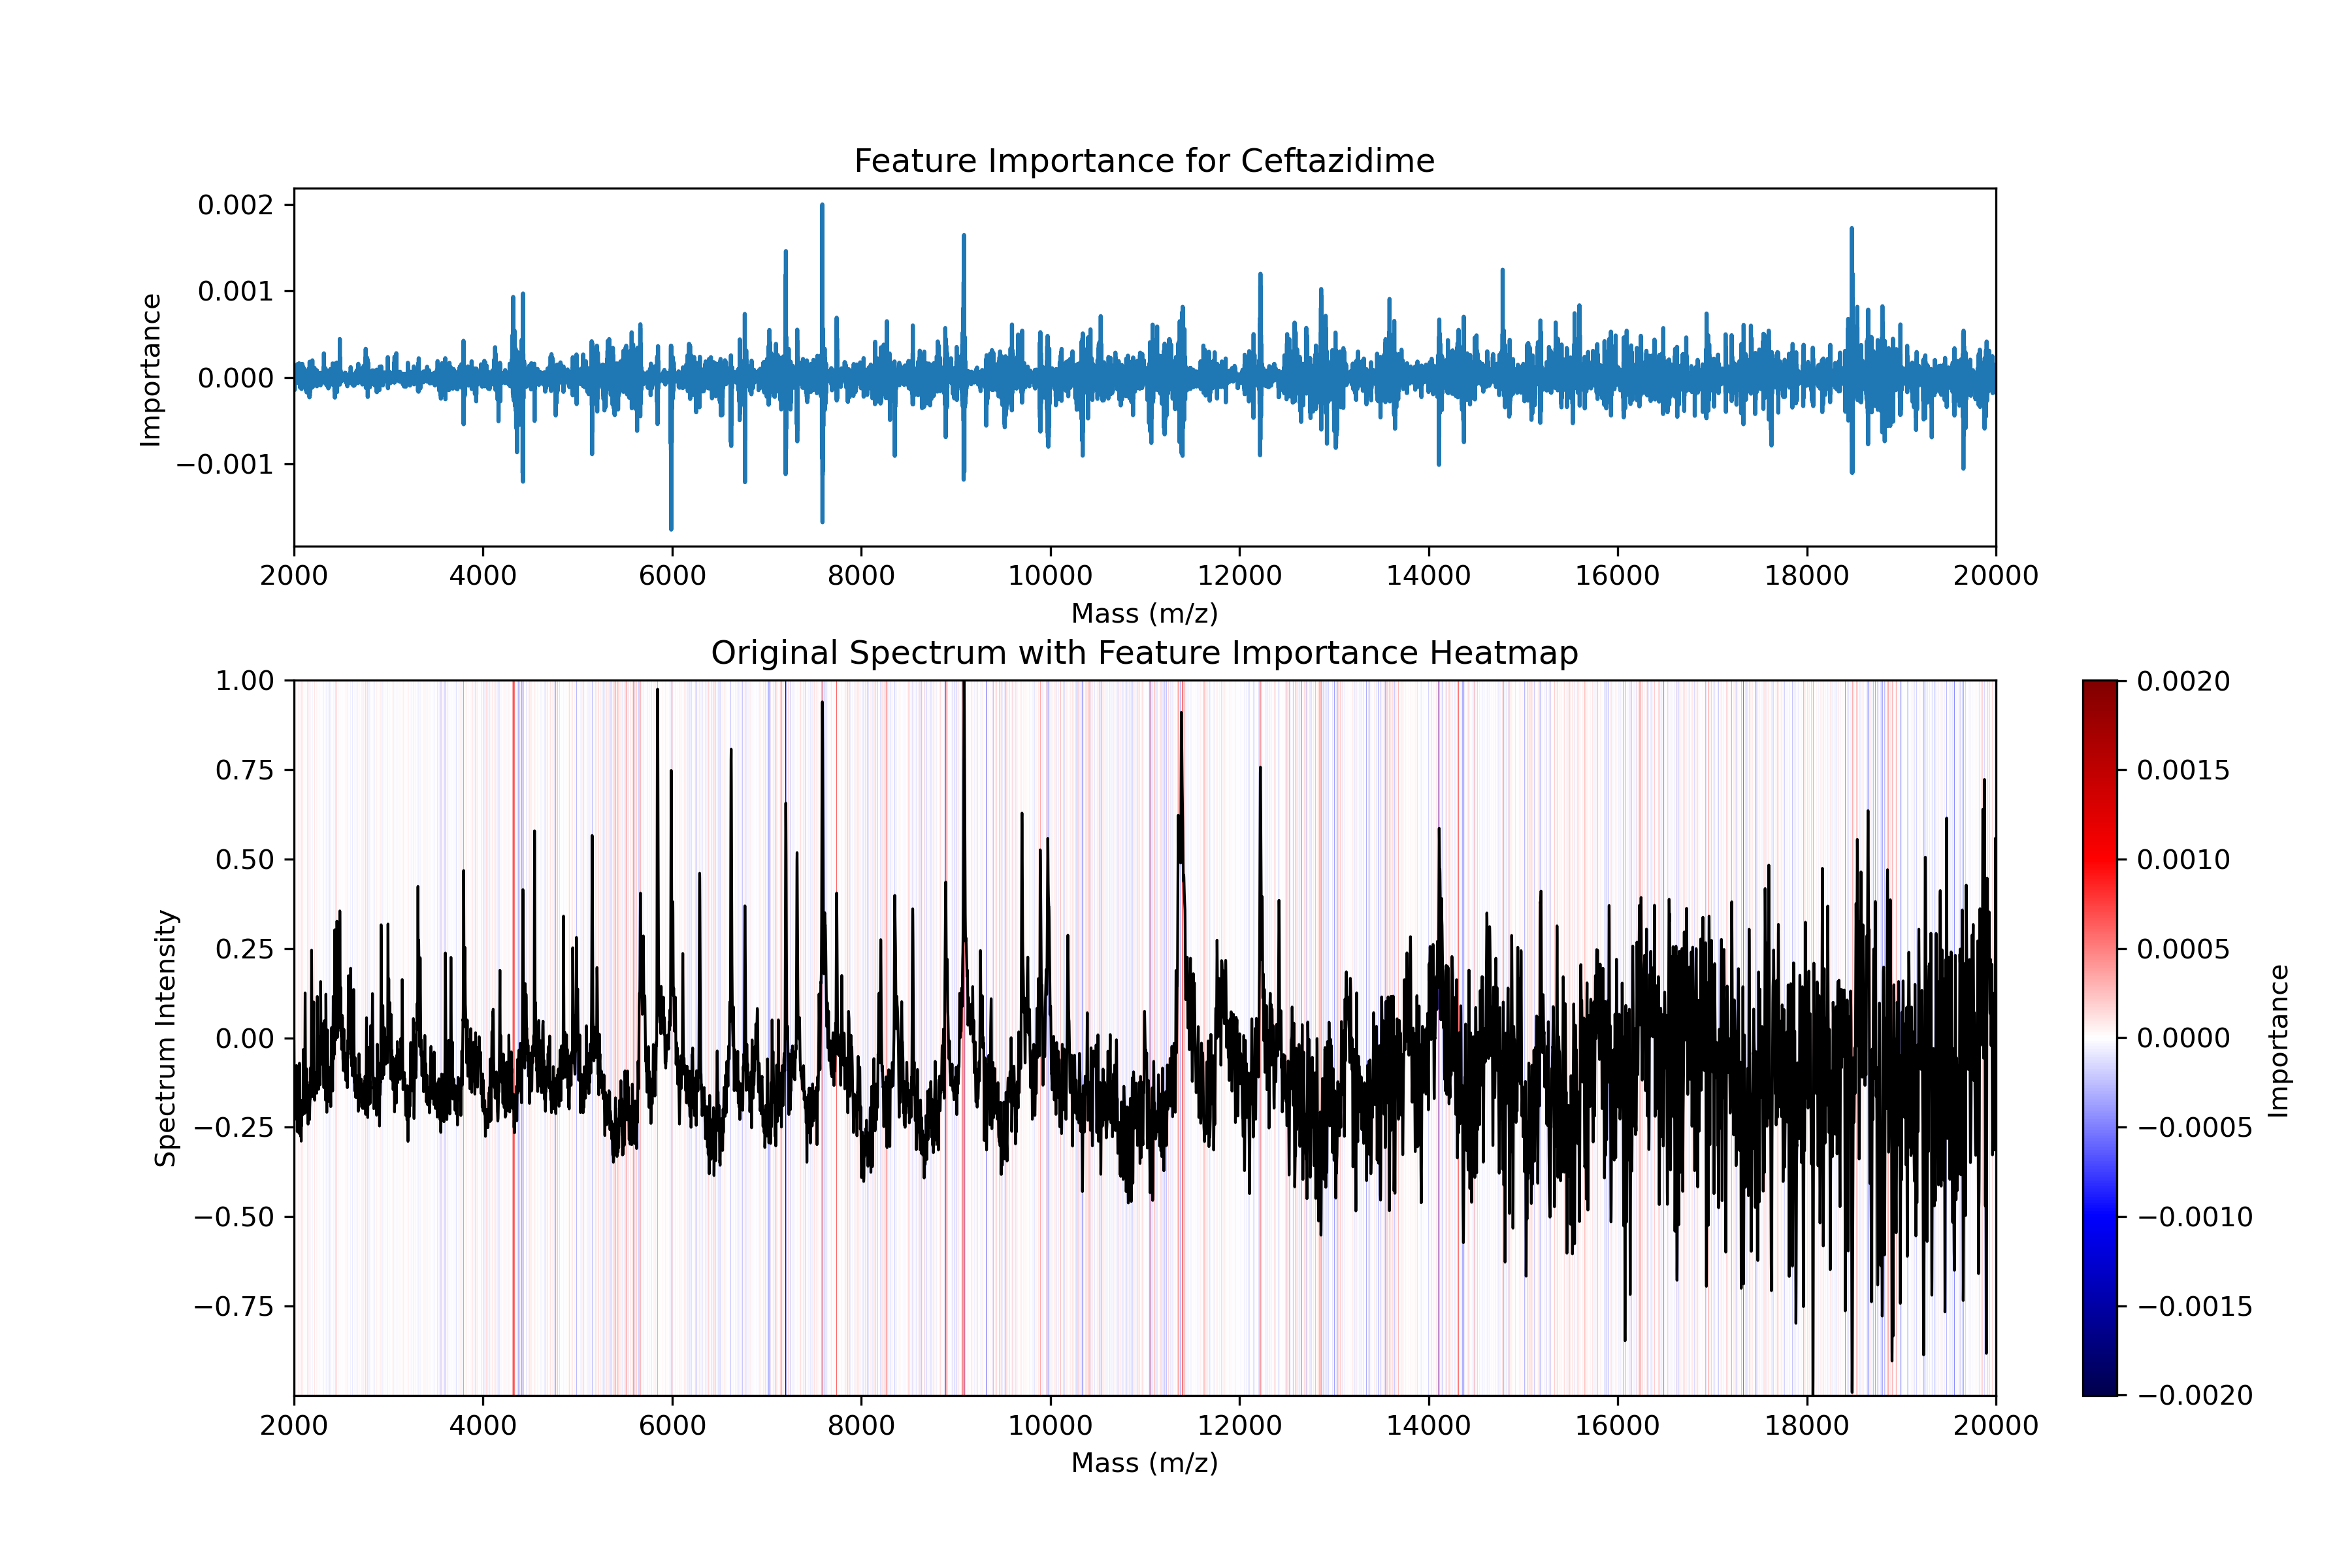 Feature Importance for Ceftazidime
0.002
0.001
0.000
−0.001
Importance
2000 4000 6000 8000 10000 12000 14000 16000 18000 20000
Mass (m/z)
Original Spectrum with Feature Importance Heatmap
1.00
0.75
0.50
0.25
0.00
−0.25
−0.50
−0.75
Spectrum Intensity
2000 4000 6000 8000 10000 12000 14000 16000 18000 20000
Mass (m/z)
0.0020
0.0015
0.0010
0.0005
0.0000
−0.0005
−0.0010
−0.0015
−0.0020
Importance